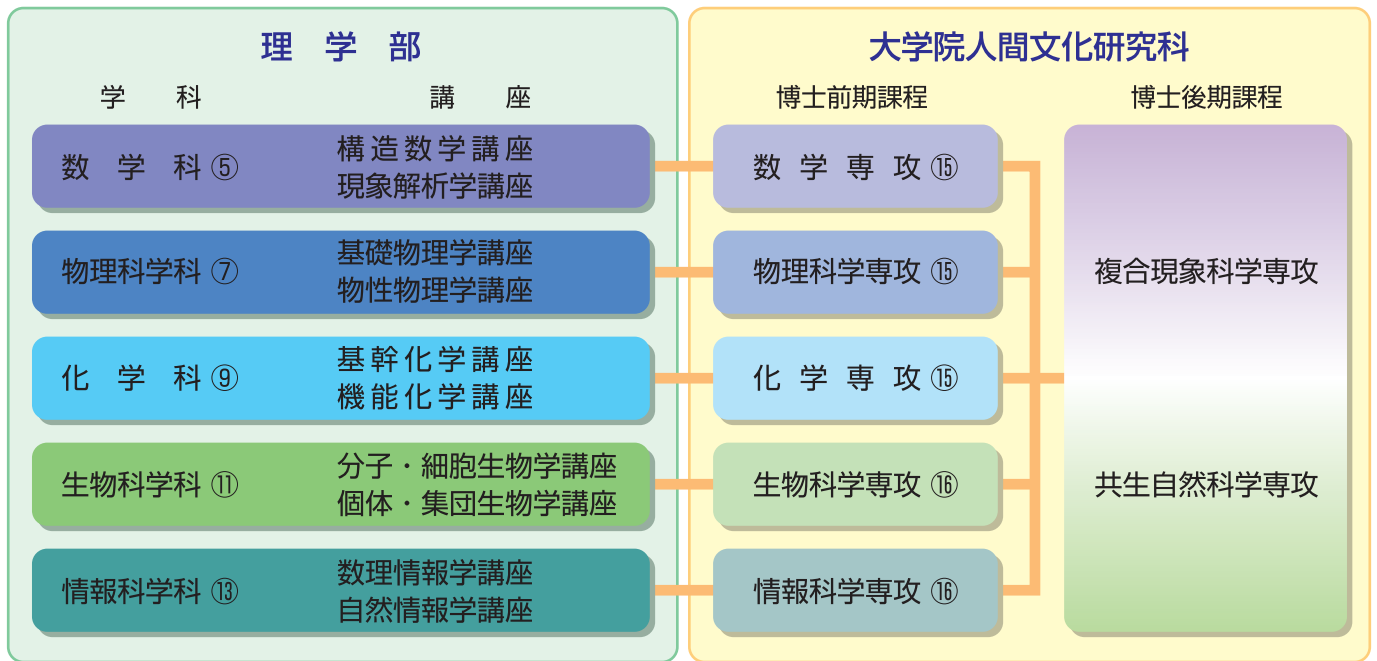 理 学 部
学 科 講 座
数 学 科 ⑤
構造数学講座
現象解析学講座
物理科学科 ⑦
基礎物理学講座
物性物理学講座
化 学 科 ⑨
基幹化学講座
機能化学講座
生物科学科 ⑪
分子・細胞生物学講座
個体・集団生物学講座
情報科学科 ⑬
数理情報学講座
自然情報学講座
大学院人間文化研究科
博士前期課程
数 学 専 攻 ⑮
物理科学専攻 ⑮
化 学 専 攻 ⑮
生物科学専攻 ⑯
情報科学専攻 ⑯
博士後期課程
複合現象科学専攻
共生自然科学専攻